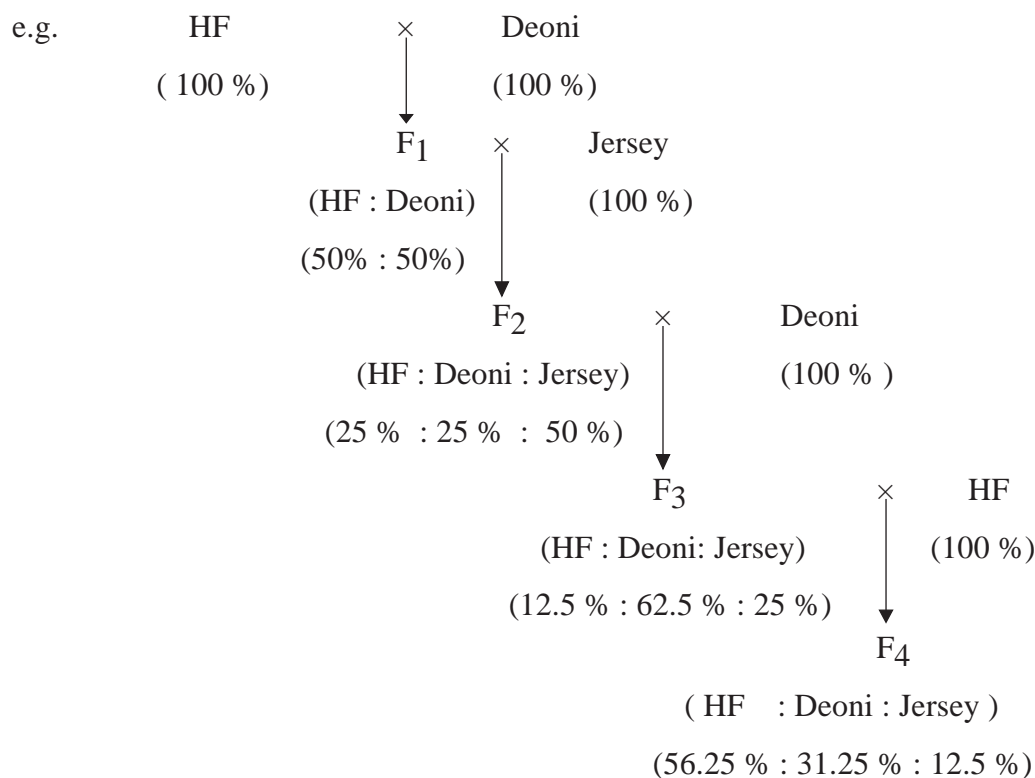 e.g. HF × Deoni
( 100 %) (100 %)
F1 × Jersey
(HF : Deoni) (100 %)
(50% : 50%)
F2 × Deoni
(HF : Deoni : Jersey) (100 % )
(25 % : 25 % : 50 %)
F3 × HF
(HF : Deoni: Jersey) (100 %)
(12.5 % : 62.5 % : 25 %)
F4
( HF : Deoni : Jersey )
(56.25 % : 31.25 % : 12.5 %)